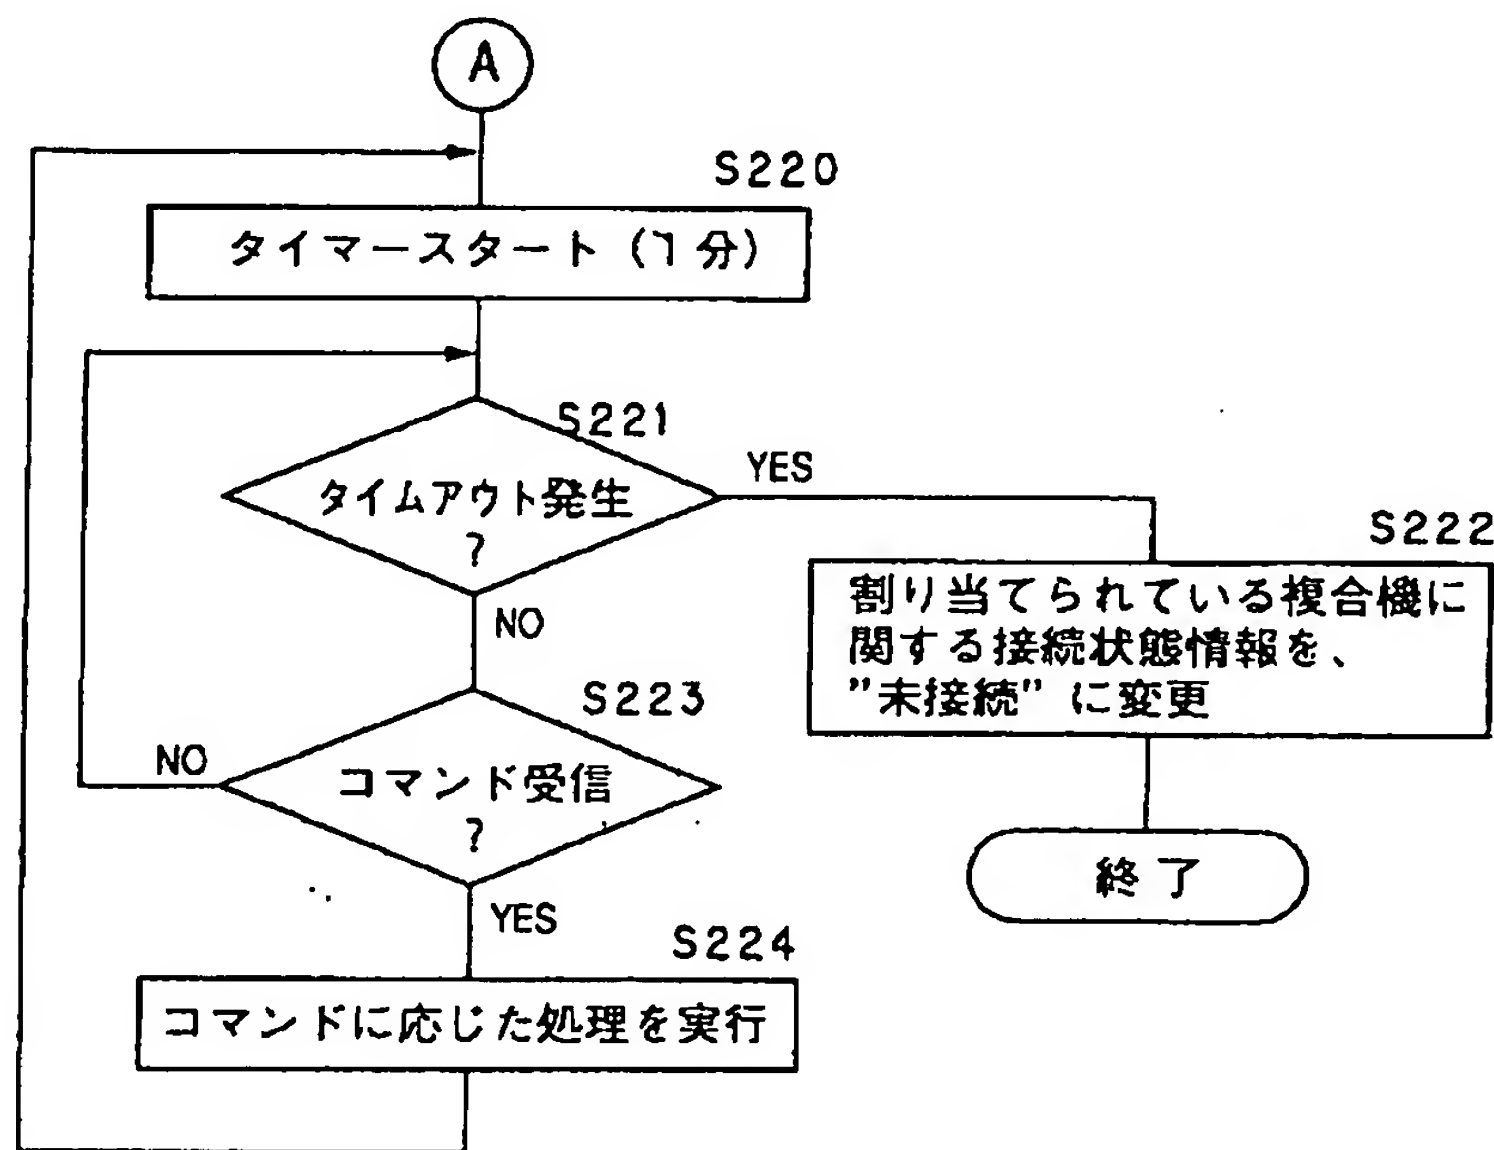 A
S220
タイマースタート (1分)
S221
タイムアウト発生
?
YES
NO
S222
割り当てられている複合機に
関する接続状態情報を、
"未接続" に変更
S223
コマンド受信
?
NO
YES
終了
S224
コマンドに応じた処理を実行